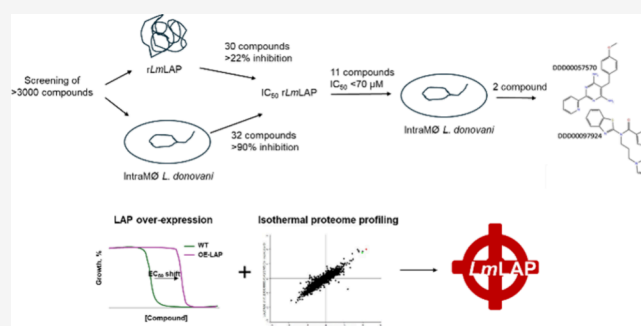 Screening of
>3000 compounds
rLmLAP
IntraMØ L. donovani
30 compounds
>22% inhibition
32 compounds
>90% inhibition
IC50 rLmLAP
11 compounds
IC50 <70 µM
IntraMØ L. donovani
2 compound
DDD00057570
DDD00097924
LAP over-expression
Growth, %
WT
OE-LAP
EC50 shift
[Compound]
+
Isothermal proteome profiling
LmLAP